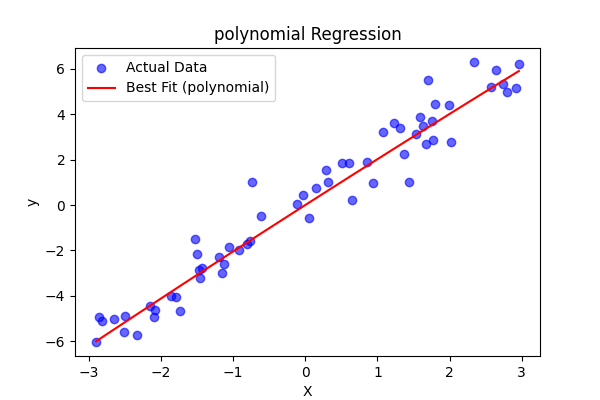 polynomial Regression
Actual Data
Best Fit (polynomial)
6
4
2
0
−2
−4
−6
y
−3
−2
−1
0
1
2
3
X